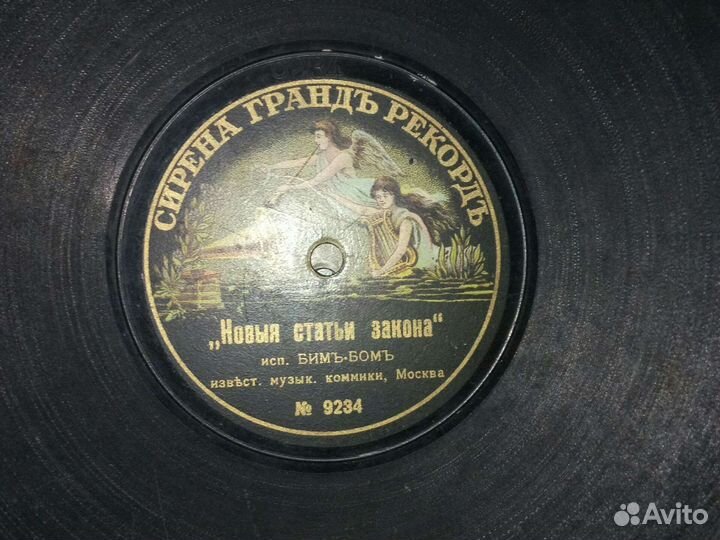 СИРЕНА ГРАНДЪ РЕКОРДЪ
„Новыя статьи закона“
исп. БИМЪ-БОМЪ
извѣст. музык. коммики, Москва
№ 9234
Avito